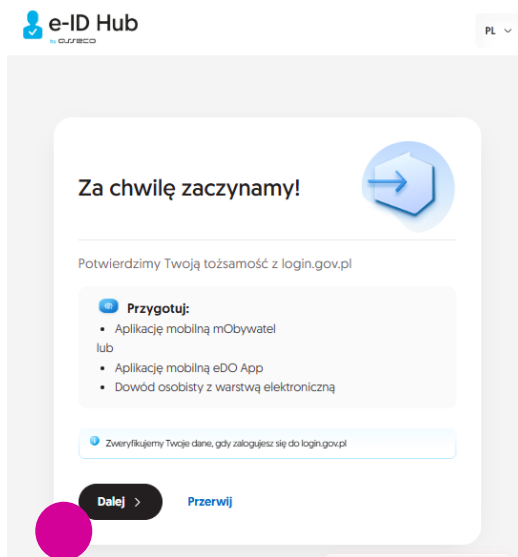 e-ID Hub
by asseco
PL
Za chwilę zaczynamy!
Potwierdzimy Twoją tożsamość z login.gov.pl
Przygotuj:
• Aplikację mobilną mObywatel
lub
• Aplikację mobilną eDO App
• Dowód osobisty z warstwą elektroniczną
Zweryfikujemy Twoje dane, gdy zalogujesz się do login.gov.pl
Dalej > Przerwij